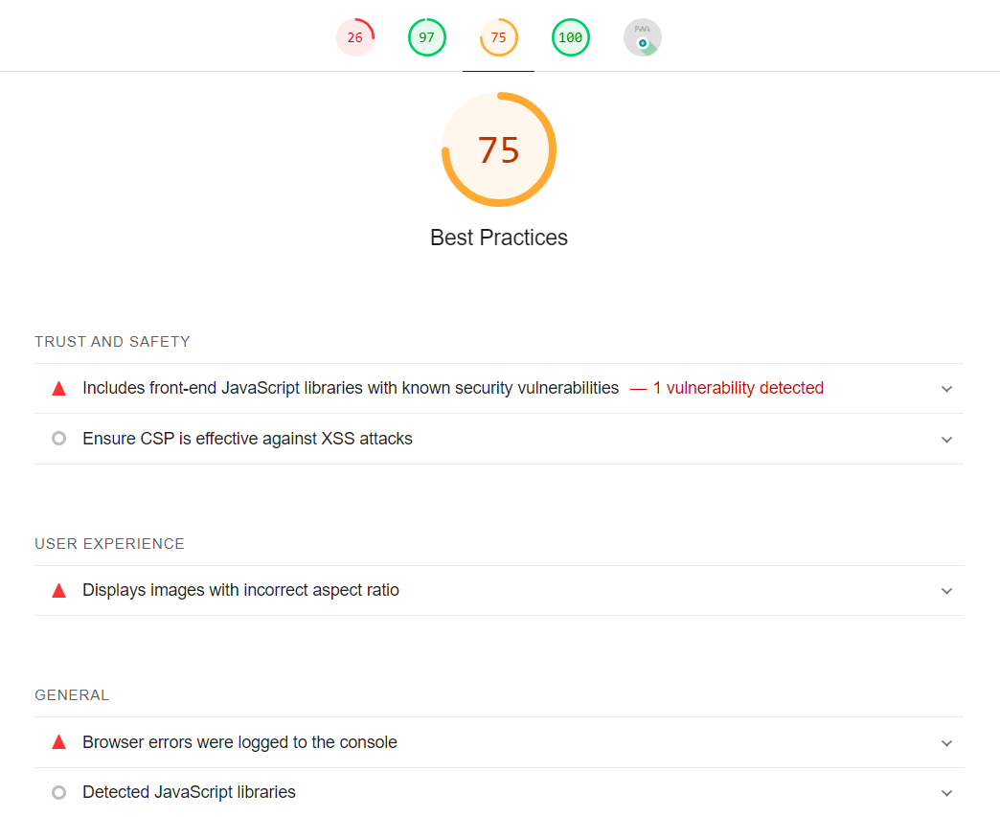 26 97 75 100 PWA
75
Best Practices
TRUST AND SAFETY
Includes front-end JavaScript libraries with known security vulnerabilities — 1 vulnerability detected
Ensure CSP is effective against XSS attacks
USER EXPERIENCE
Displays images with incorrect aspect ratio
GENERAL
Browser errors were logged to the console
Detected JavaScript libraries